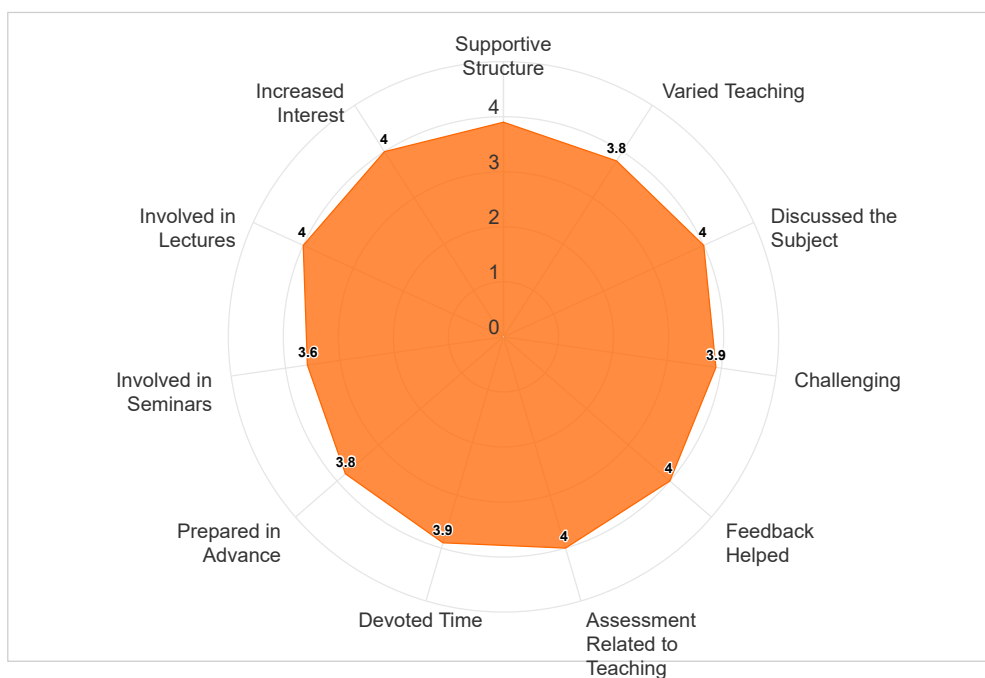 Supportive
Structure
Increased
Interest
Varied Teaching
4
4
3.8
3
Involved in
Lectures
Discussed the
Subject
4
4
2
1
0
3.6
3.9
Involved in
Seminars
Challenging
3.8
4
Prepared in
Advance
3.9
4
Feedback
Helped
Devoted Time
Assessment
Related to
Teaching